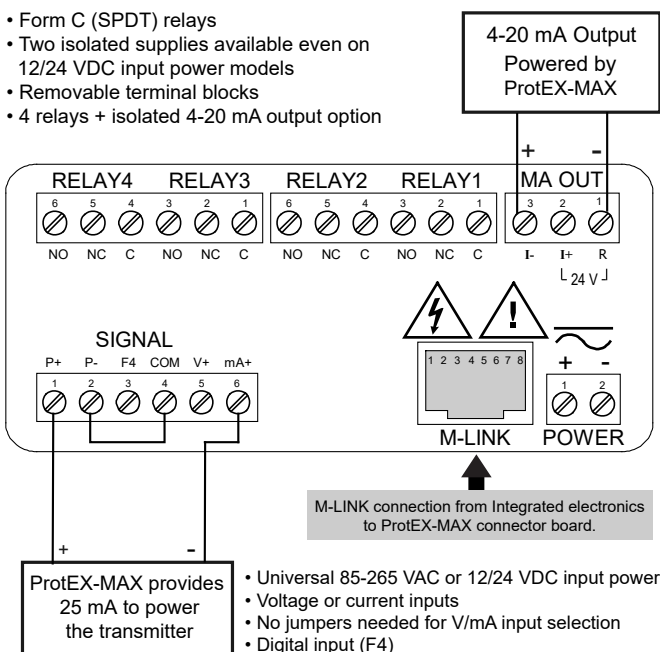 • Form C (SPDT) relays
• Two isolated supplies available even on
12/24 VDC input power models
• Removable terminal blocks
• 4 relays + isolated 4-20 mA output option
4-20 mA Output
Powered by
ProtEX-MAX
+ -
RELAY4 RELAY3 RELAY2 RELAY1 MA OUT
6 5 4 3 2 1 6 5 4 3 2 1 3 2 1
NO NC C NO NC C NO NC C NO NC C I- I+ R
24 V
SIGNAL
P+ P- F4 COM V+ mA+
1 2 3 4 5 6
!
1 2 3 4 5 6 7 8
M-LINK
+ -
1 2
POWER
M-LINK connection from Integrated electronics
to ProtEX-MAX connector board.
+ -
ProtEX-MAX provides
25 mA to power
the transmitter
• Universal 85-265 VAC or 12/24 VDC input power
• Voltage or current inputs
• No jumpers needed for V/mA input selection
• Digital input (F4)